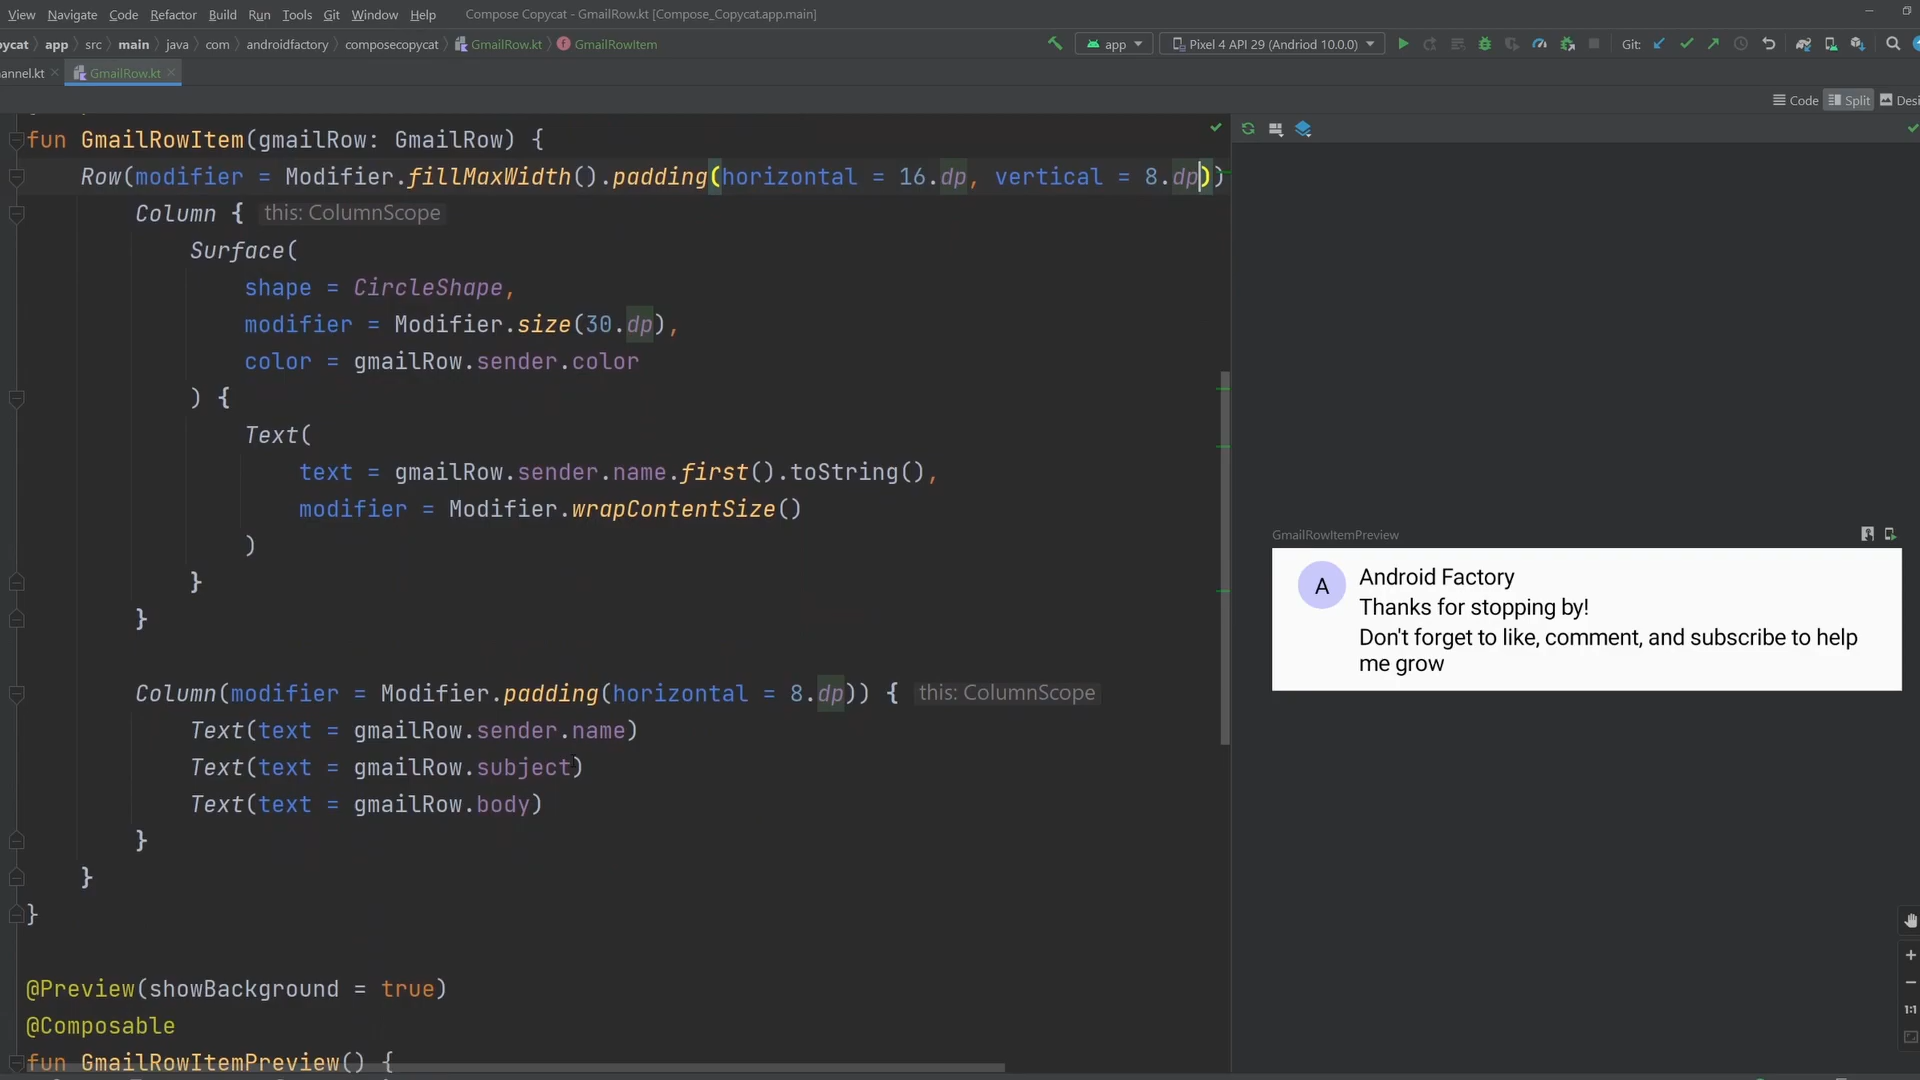 View Navigate Code Refactor Build Run Tools Git Window Help Compose Copycat - GmailRow.kt [Compose_Copycat.app.main]
pycat app src main java com androidfactory composecopycat GmailRow.kt GmailRowItem app Pixel 4 API 29 (Andriod 10.0.0) Git:
annel.kt GmailRow.kt
Code Split Desi
fun GmailRowItem(gmailRow: GmailRow) {
Row(modifier = Modifier.fillMaxWidth().padding(horizontal = 16.dp, vertical = 8.dp))
Column { this: ColumnScope
Surface(
shape = CircleShape,
modifier = Modifier.size(30.dp),
color = gmailRow.sender.color
) {
Text(
text = gmailRow.sender.name.first().toString(),
modifier = Modifier.wrapContentSize()
)
}
}
Column(modifier = Modifier.padding(horizontal = 8.dp)) { this: ColumnScope
Text(text = gmailRow.sender.name)
Text(text = gmailRow.subject)
Text(text = gmailRow.body)
}
}
}
@Preview(showBackground = true)
@Composable
fun GmailRowItemPreview() {
GmailRowItemPreview
A
Android Factory
Thanks for stopping by!
Don't forget to like, comment, and subscribe to help
me grow
1:1